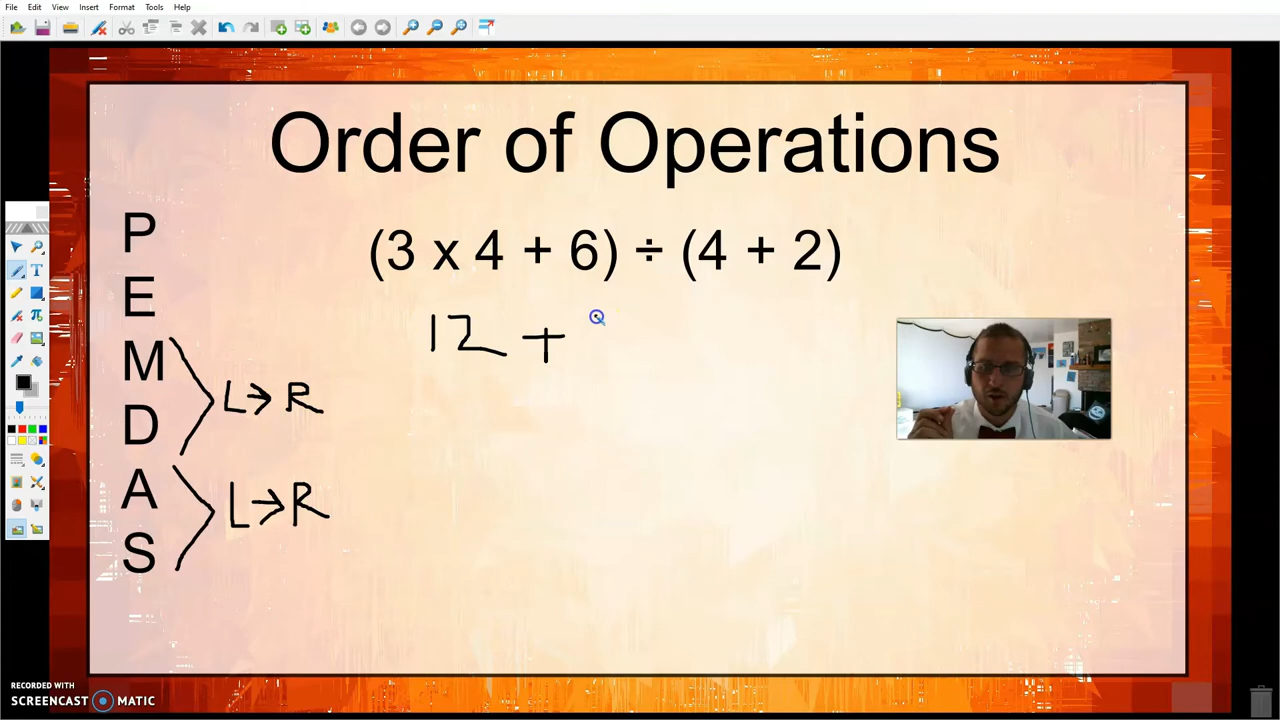 File Edit View Insert Format Tools Help
Order of Operations
P
E
M
D
A
S
L→R
L→R
(3 x 4 + 6) ÷ (4 + 2)
12 +
RECORDED WITH
SCREENCAST MATIC